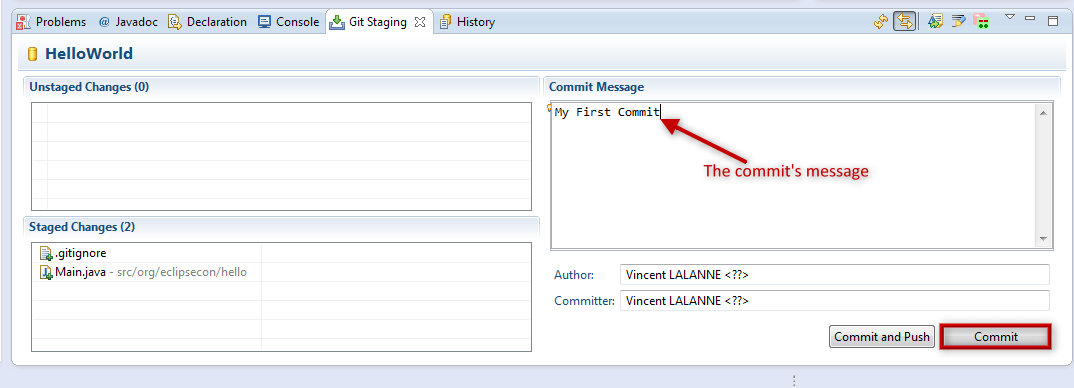 Problems @ Javadoc Declaration Console Git Staging History
HelloWorld
Unstaged Changes (0)
Staged Changes (2)
.gitignore
Main.java - src/org/eclipsecon/hello
Commit Message
My First Commit
The commit's message
Author: Vincent LALANNE <??>
Committer: Vincent LALANNE <??>
Commit and Push Commit